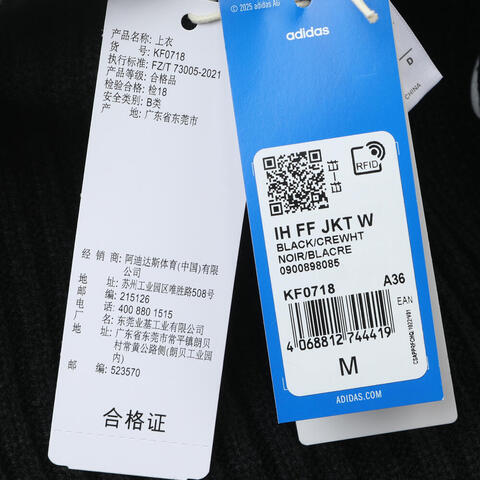 产品名称: 上衣
货 号: KF0718
执行标准: FZ/T 73005-2021
产品等级: 合格品
检验合格: 检18
安全类别: B类
产 地: 广东省东莞市
经 销 商: 阿迪达斯体育(中国)有限公司
地 址: 苏州工业园区唯胜路508号
邮 编: 215126
电 话: 400 880 1515
厂 名: 东莞业基工业有限公司
地 址: 广东省东莞市常平镇朗贝
村常黄公路侧(朗贝工业园
内)
邮 编: 523570
合格证
© 2025 adidas AG
adidas
RFID
IH FF JKT W
BLACK/CREWHT
NOIR/BLACRE
0900898085
KF0718 A36
EAN
4 068812 744419
M
ADIDAS.COM
D
CHINA